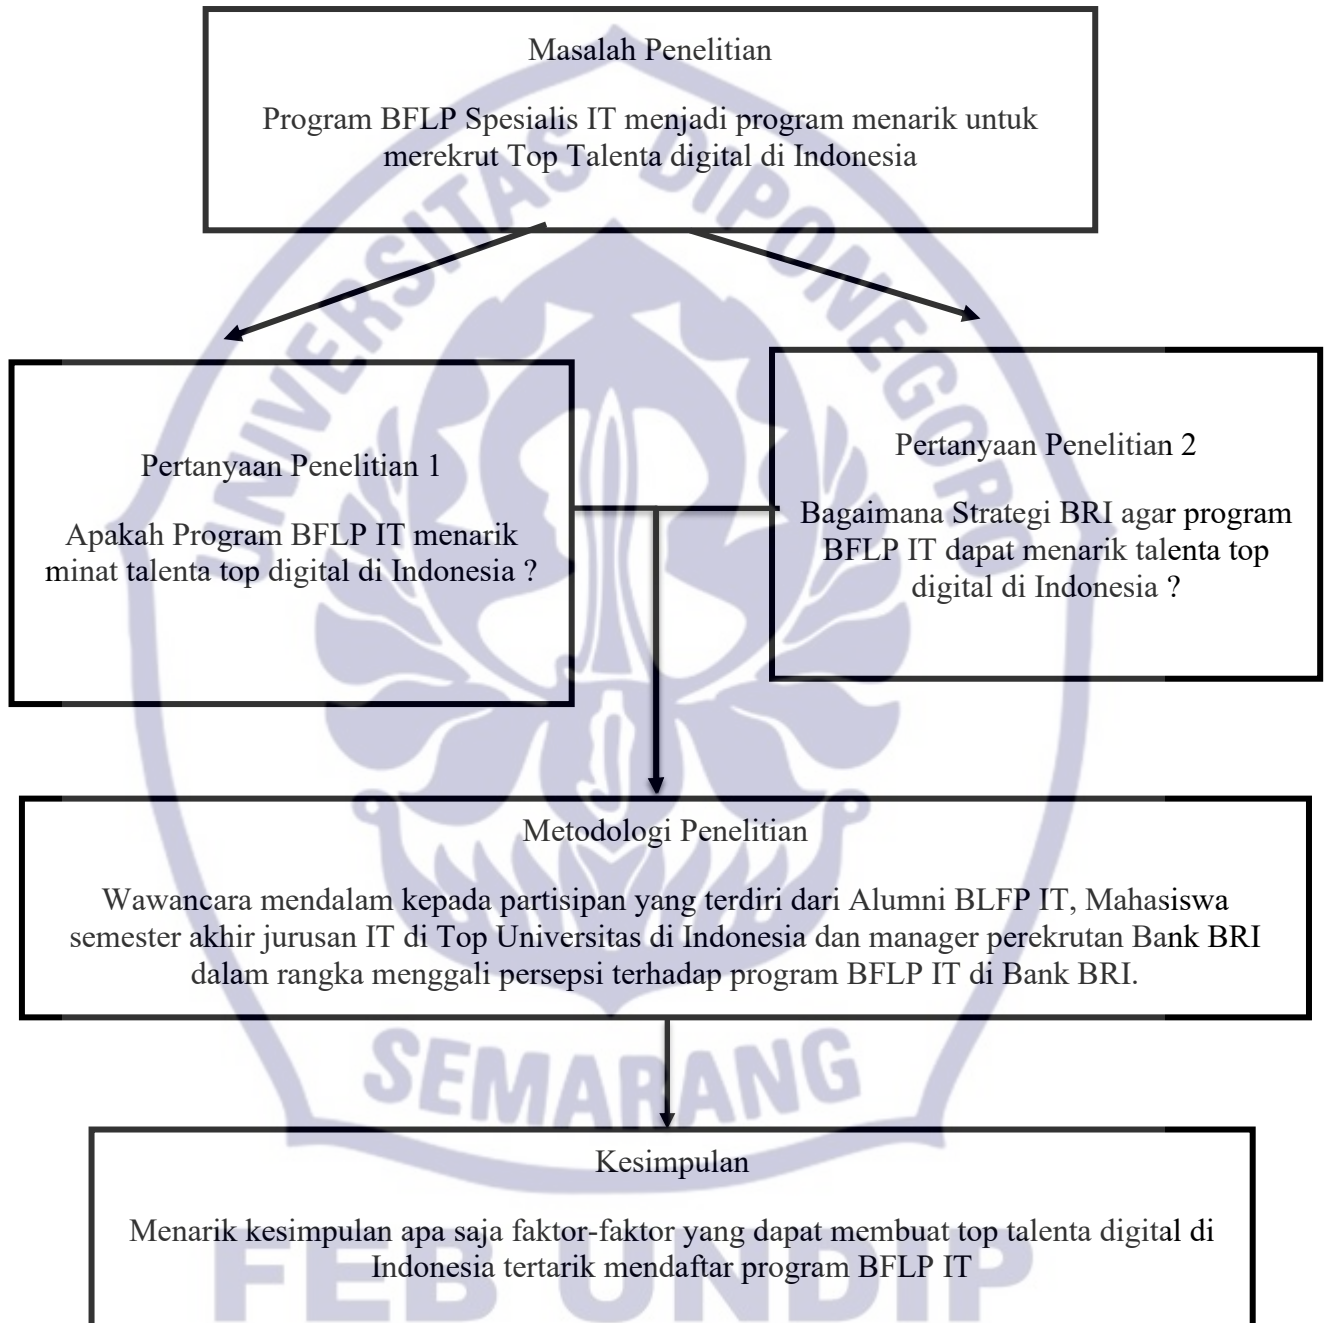 Masalah Penelitian
Program BFLP Spesialis IT menjadi program menarik untuk
merekrut Top Talenta digital di Indonesia
Pertanyaan Penelitian 1
Apakah Program BFLP IT menarik
minat talenta top digital di Indonesia ?
Pertanyaan Penelitian 2
Bagaimana Strategi BRI agar program
BFLP IT dapat menarik talenta top
digital di Indonesia ?
Metodologi Penelitian
Wawancara mendalam kepada partisipan yang terdiri dari Alumni BLFP IT, Mahasiswa
semester akhir jurusan IT di Top Universitas di Indonesia dan manager perekrutan Bank BRI
dalam rangka menggali persepsi terhadap program BFLP IT di Bank BRI.
Kesimpulan
Menarik kesimpulan apa saja faktor-faktor yang dapat membuat top talenta digital di
Indonesia tertarik mendaftar program BFLP IT
UNIVERSITAS DIPONEGORO
SEMARANG
FEB UNDIP